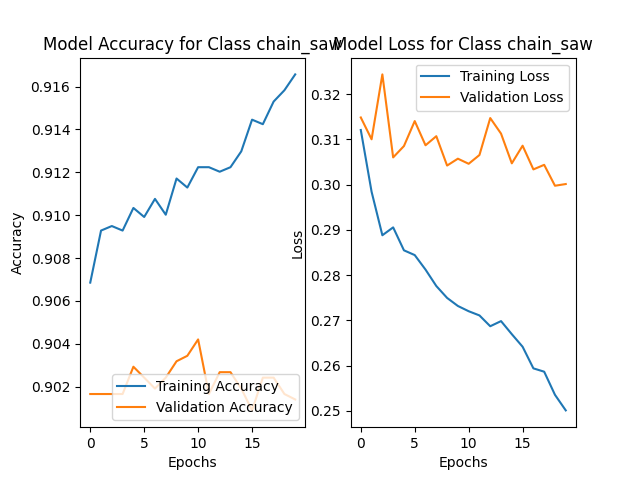 Model Accuracy for Class chain_saw
Model Loss for Class chain_saw
0.916
0.914
0.912
0.910
0.908
0.906
0.904
0.902
Accuracy
Training Accuracy
Validation Accuracy
0
5
10
15
Epochs
0.32
0.31
0.30
0.29
0.28
0.27
0.26
0.25
Loss
Training Loss
Validation Loss
0
5
10
15
Epochs